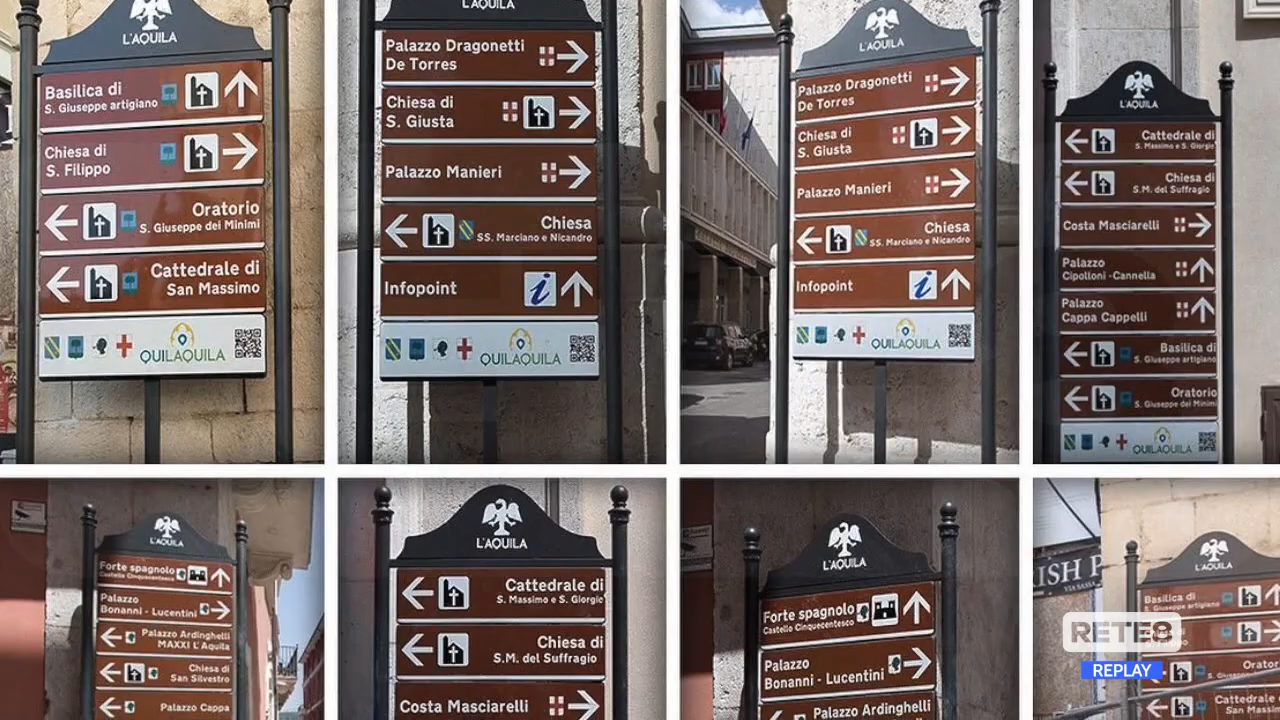 L'AQUILA
Basilica di
S. Giuseppe artigiano
Chiesa di
S. Filippo
Oratorio
S. Giuseppe dei Minimi
Cattedrale di
San Massimo
QUILAQUILA
L'AQUILA
Palazzo Dragonetti
De Torres
Chiesa di
S. Giusta
Palazzo Manieri
Chiesa
SS. Marciano e Nicandro
Infopoint
i
QUILAQUILA
L'AQUILA
Palazzo Dragonetti
De Torres
Chiesa di
S. Giusta
Palazzo Manieri
Chiesa
SS. Marciano e Nicandro
Infopoint
i
QUILAQUILA
L'AQUILA
Cattedrale di
S. Massimo e S. Giorgio
Chiesa di
S.M. del Suffragio
Costa Masciarelli
Palazzo
Cipolloni -Cannella
Palazzo
Cappa Cappelli
Basilica di
S. Giuseppe artigiano
Oratorio
S. Giuseppe dei Minimi
QUILAQUILA
L'AQUILA
Forte spagnolo
Castello Cinquecentesco
Palazzo
Bonanni - Lucentini
Palazzo Ardinghelli
MAXXI L'Aquila
Chiesa di
San Silvestro
Palazzo Cappa
L'AQUILA
Cattedrale di
S. Massimo e S. Giorgio
Chiesa di
S.M. del Suffragio
Costa Masciarelli
L'AQUILA
Forte spagnolo
Castello Cinquecentesco
Palazzo
Bonanni - Lucentini
Palazzo Ardinghelli
RISH P
VIA SASSA
L'AQUILA
Basilica di
S. Giuseppe artigiano
Cattedrale
San Massim
RETE8
REPLAY